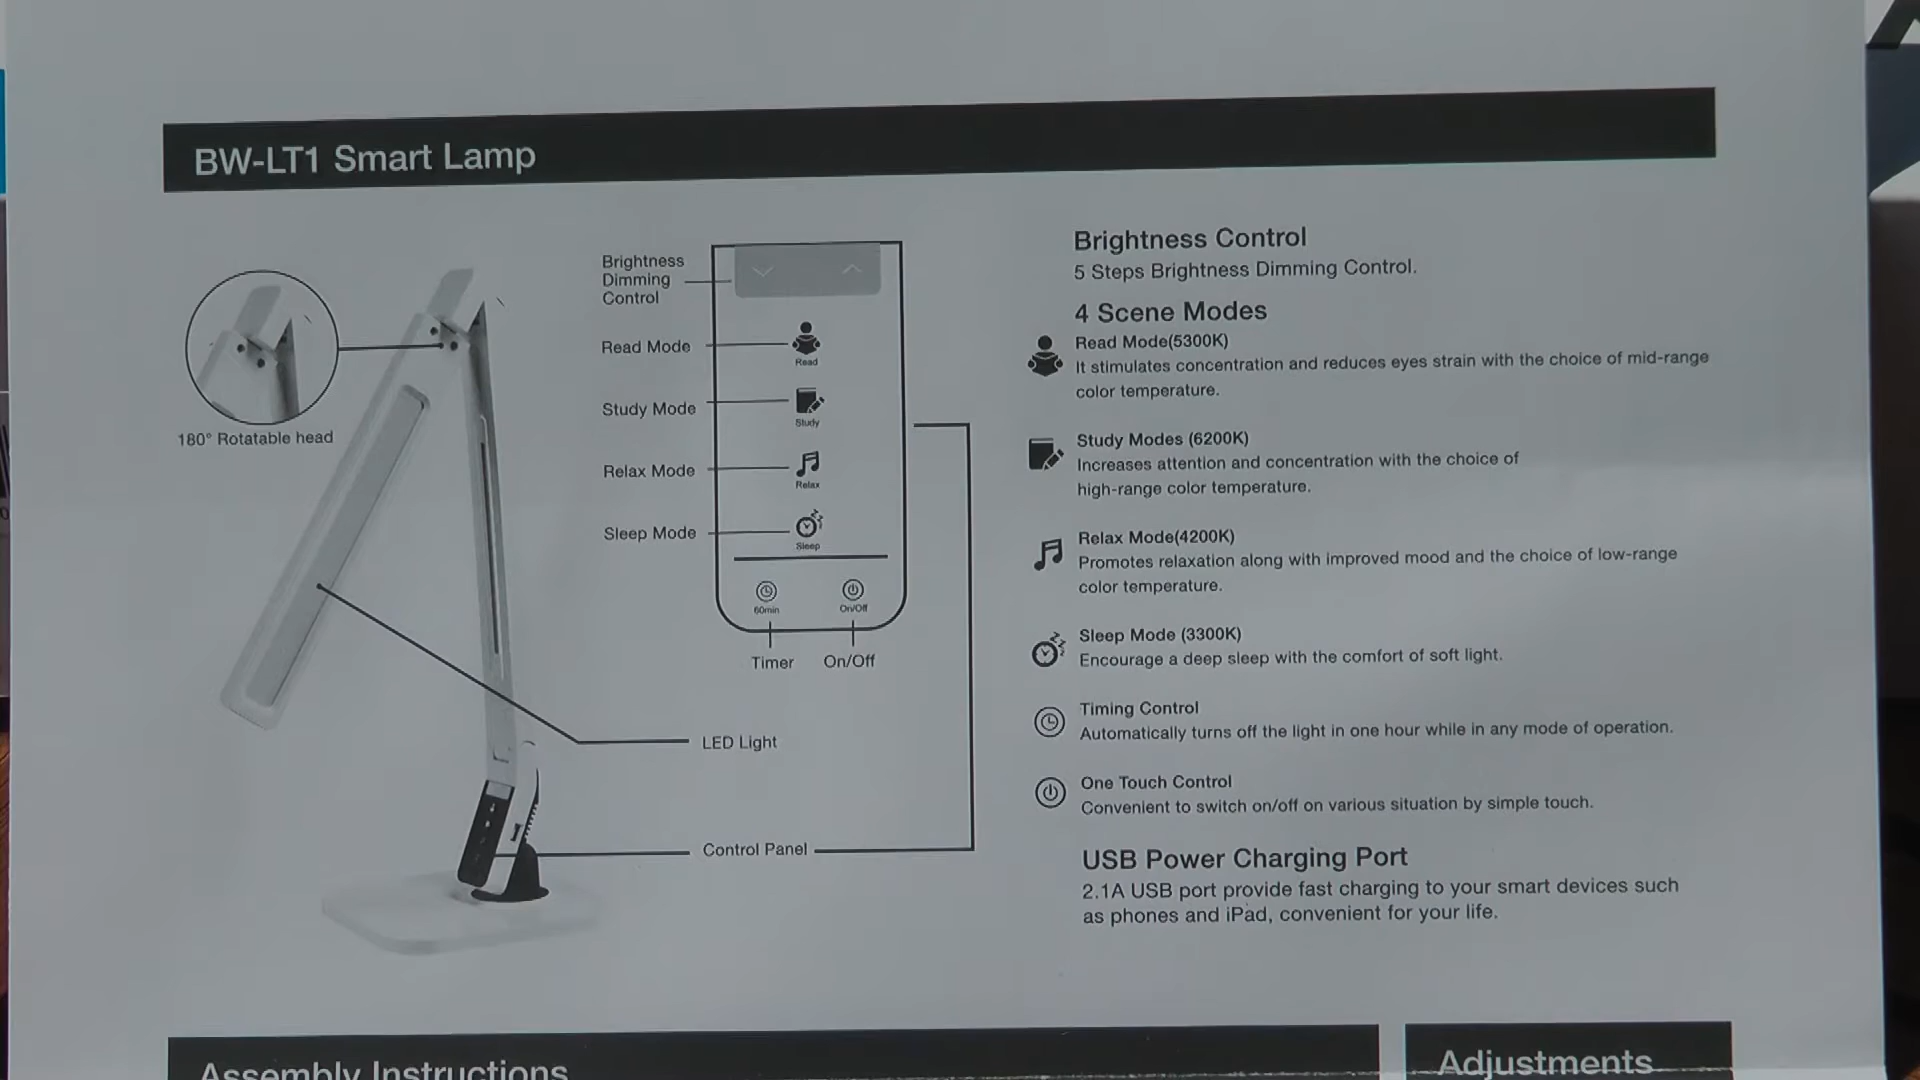 BW-LT1 Smart Lamp
180° Rotatable head
Brightness
Dimming
Control
Read Mode
Study Mode
Relax Mode
Sleep Mode
Read
Study
Relax
Sleep
60min
On/Off
Timer
On/Off
LED Light
Control Panel
Brightness Control
5 Steps Brightness Dimming Control.
4 Scene Modes
Read Mode(5300K)
It stimulates concentration and reduces eyes strain with the choice of mid-range
color temperature.
Study Modes (6200K)
Increases attention and concentration with the choice of
high-range color temperature.
Relax Mode(4200K)
Promotes relaxation along with improved mood and the choice of low-range
color temperature.
Sleep Mode (3300K)
Encourage a deep sleep with the comfort of soft light.
Timing Control
Automatically turns off the light in one hour while in any mode of operation.
One Touch Control
Convenient to switch on/off on various situation by simple touch.
USB Power Charging Port
2.1A USB port provide fast charging to your smart devices such
as phones and iPad, convenient for your life.
Assembly Instructions
Adjustments